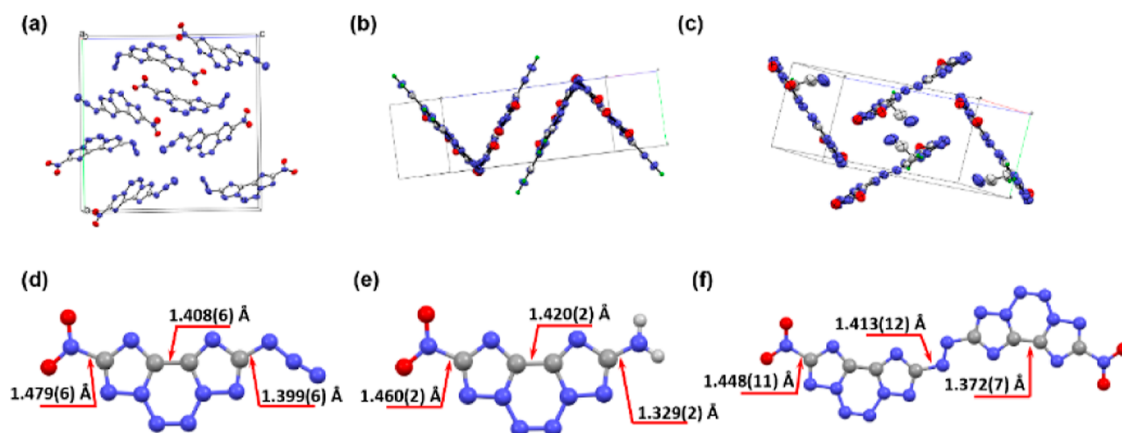 (a)
(b)
(c)
(d)
1.408(6) Å
1.479(6) Å
1.399(6) Å
(e)
1.420(2) Å
1.460(2) Å
1.329(2) Å
(f)
1.413(12) Å
1.448(11) Å
1.372(7) Å